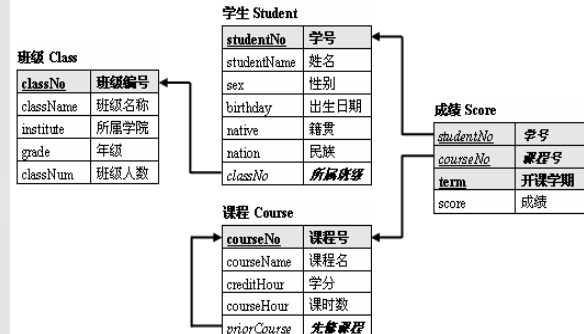 学生 Student
studentNo 学号
studentName 姓名
sex 性别
birthday 出生日期
native 籍贯
nation 民族
classNo 所属班级
班级 Class
classNo 班级编号
className 班级名称
institute 所属学院
grade 年级
classNum 班级人数
成绩 Score
studentNo 学号
courseNo 课程号
term 开课学期
score 成绩
课程 Course
courseNo 课程号
courseName 课程名
creditHour 学分
courseHour 课时数
priorCourse 先修课程